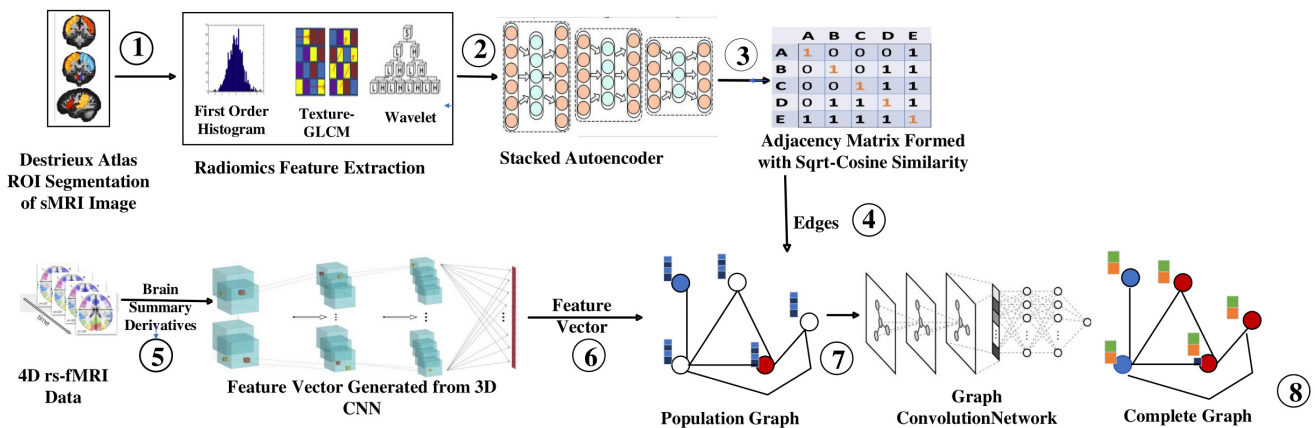 1
First Order
Histogram
Texture-
GLCM
S
L H
L H L H
L H L H L H L H
Wavelet
2
3
A B C D E
A 1 0 0 0 1
B 0 1 0 1 1
C 0 0 1 1 1
D 0 1 1 1 1
E 1 1 1 1 1
Destrieux Atlas
ROI Segmentation
of sMRI Image
Radiomics Feature Extraction
Stacked Autoencoder
Adjacency Matrix Formed
with Sqrt-Cosine Similarity
Edges
4
time
Brain
Summary
Derivatives
5
4D rs-fMRI
Data
Feature Vector Generated from 3D
CNN
Feature
Vector
6
Population Graph
7
Graph
ConvolutionNetwork
Complete Graph
8